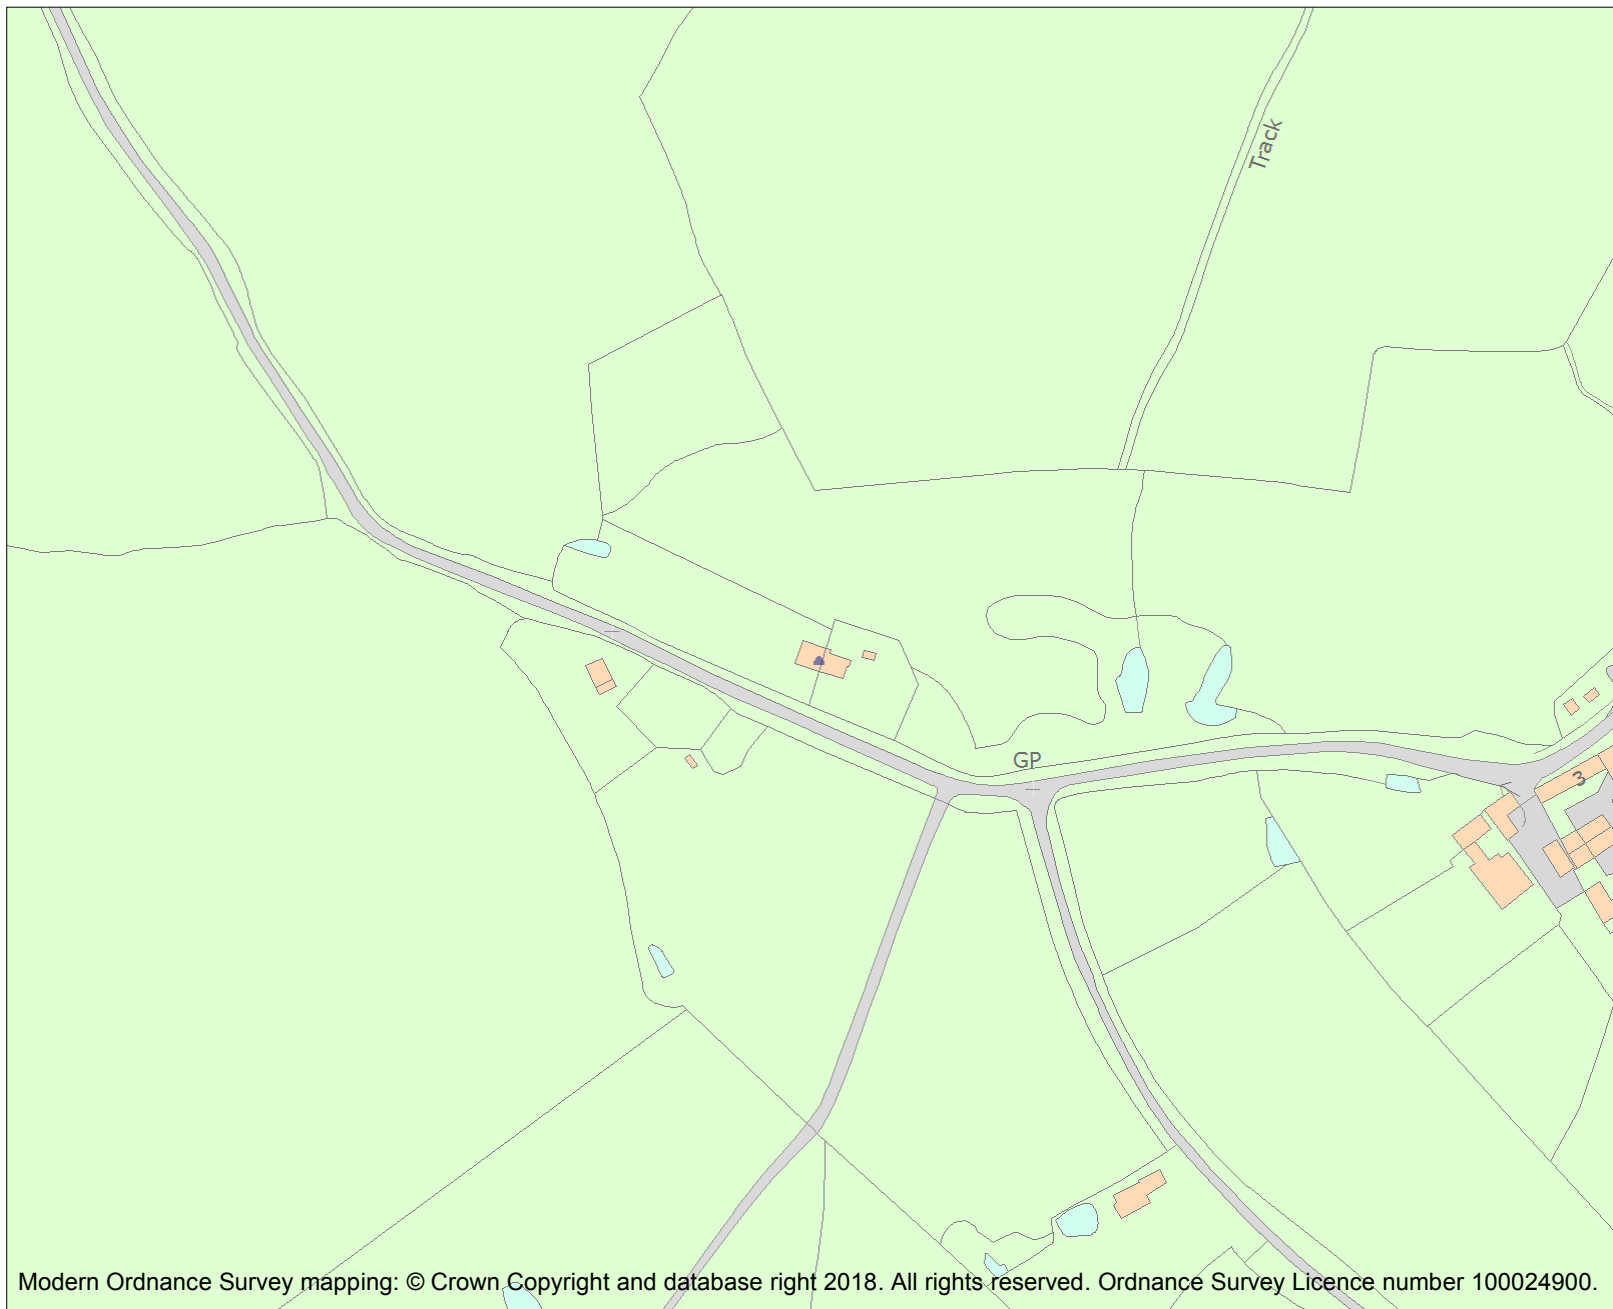 Track
GP
3
Modern Ordnance Survey mapping: © Crown Copyright and database right 2018. All rights reserved. Ordnance Survey Licence number 100024900.